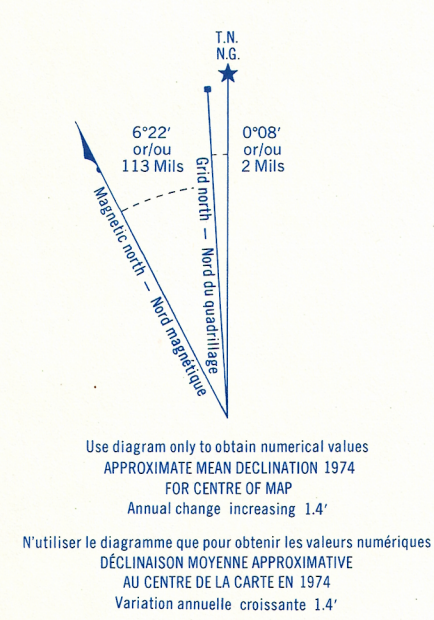 T.N.
N.G.
6°22′
or/ou
113 Mils
0°08′
or/ou
2 Mils
Grid north — Nord du quadrillage
Magnetic north — Nord magnétique
Use diagram only to obtain numerical values
APPROXIMATE MEAN DECLINATION 1974
FOR CENTRE OF MAP
Annual change increasing 1.4′
N'utiliser le diagramme que pour obtenir les valeurs numériques
DÉCLINAISON MOYENNE APPROXIMATIVE
AU CENTRE DE LA CARTE EN 1974
Variation annuelle croissante 1.4′